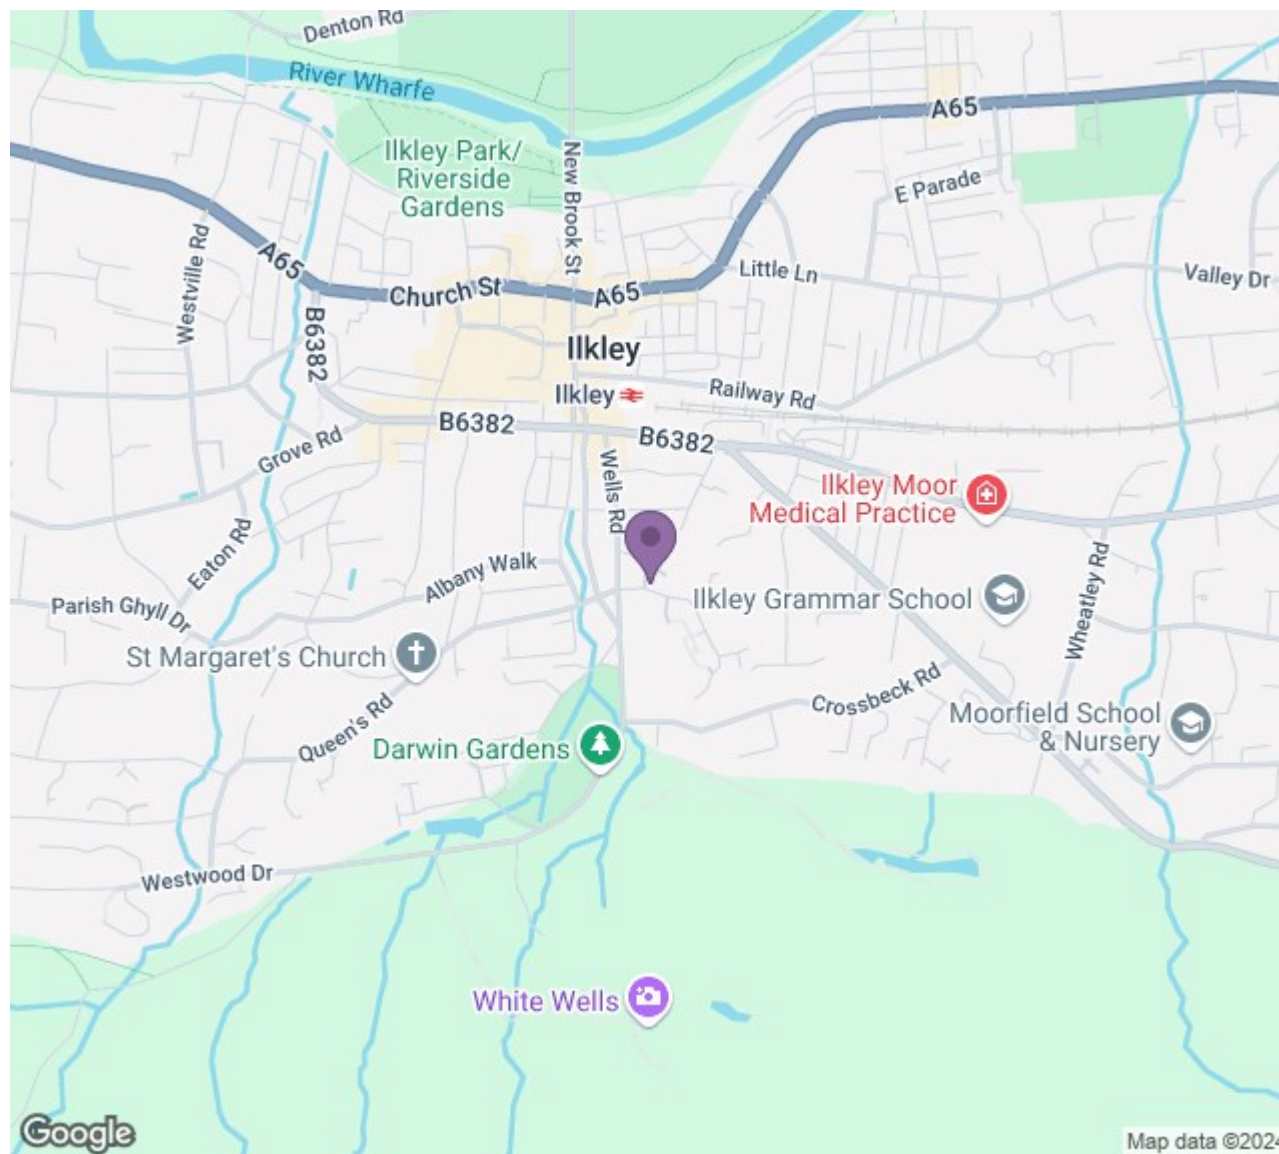 Denton Rd
River Wharfe
A65
Ilkley Park/
Riverside
Gardens
New Brook St
E Parade
Westville Rd
A65
Little Ln
Valley Dr
Church St
A65
B6382
Ilkley
Ilkley
Railway Rd
B6382
B6382
Grove Rd
Wells Rd
Ilkley Moor
Medical Practice
Eaton Rd
Albany Walk
Parish Ghyll Dr
Ilkley Grammar School
Wheatley Rd
St Margaret's Church
Crossbeck Rd
Queen's Rd
Moorfield School
& Nursery
Darwin Gardens
Westwood Dr
White Wells
Google
Map data ©2024